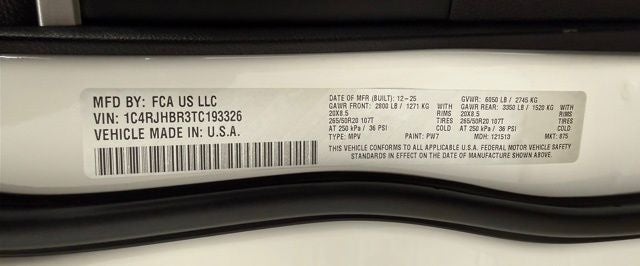 MFD BY: FCA US LLC
VIN: 1C4RJHBR3TC193326
VEHICLE MADE IN: U.S.A.
DATE OF MFR (BUILT): 12-25 GVWR: 6050 LB / 2745 KG
GAWR FRONT: 2800 LB / 1271 KG WITH GAWR REAR: 3350 LB / 1520 KG WITH
20X8.5 RIMS 20X8.5 RIMS
265/50R20 107T TIRES 265/50R20 107T TIRES
AT 250 kPa / 36 PSI COLD AT 250 kPa / 36 PSI COLD
TYPE: MPV PAINT: PW7 MDH: 121513 MKT: 875
THIS VEHICLE CONFORMS TO ALL APPLICABLE U.S.A. FEDERAL MOTOR VEHICLE SAFETY
STANDARDS IN EFFECT ON THE DATE OF MANUFACTURE SHOWN ABOVE.